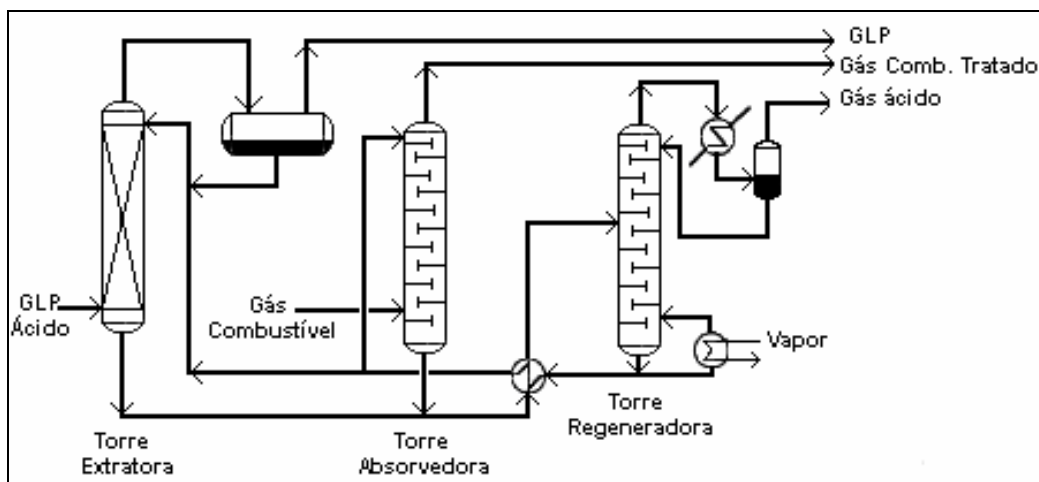 GLP
Gás Comb. Tratado
Gás ácido
GLP
Ácido
Gás
Combustível
Vapor
Torre
Regeneradora
Torre
Extratora
Torre
Absorvedora